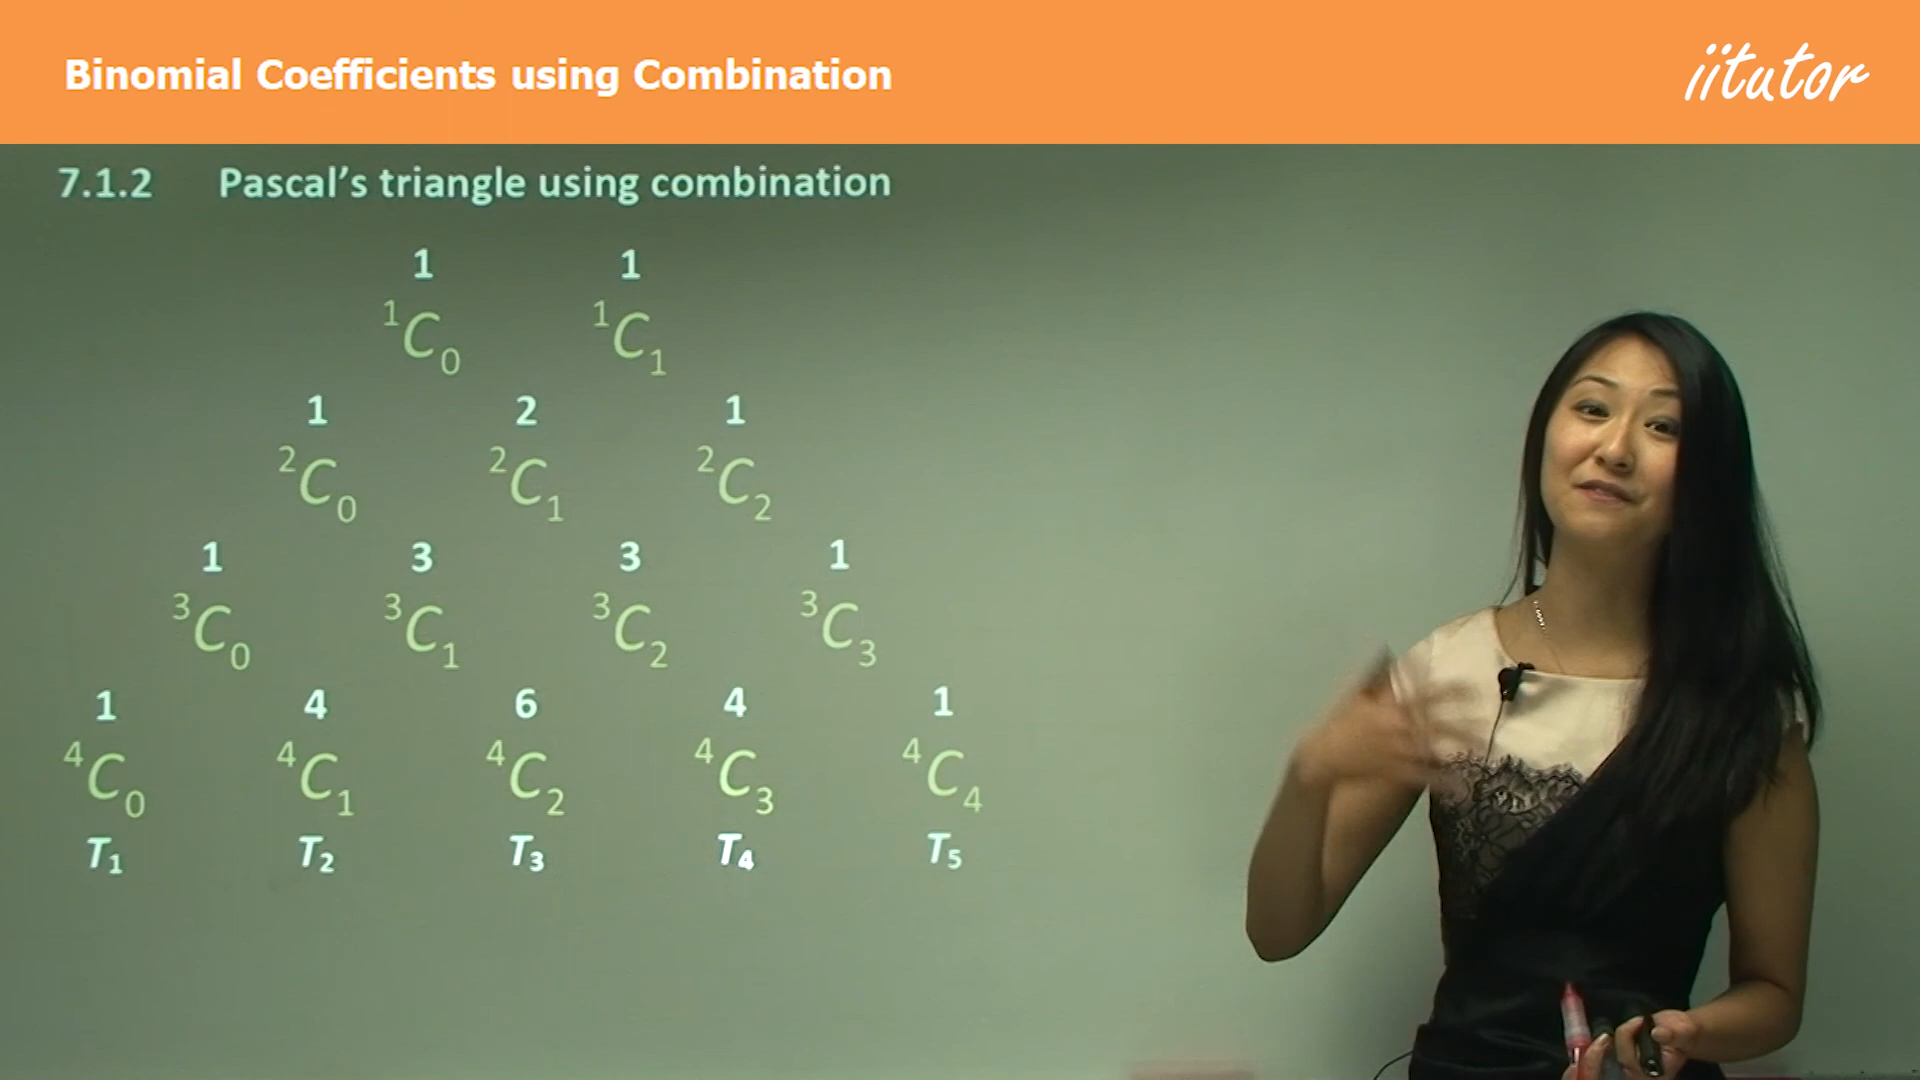 Binomial Coefficients using Combination
iitutor
7.1.2 Pascal's triangle using combination
1 1
¹C₀ ¹C₁
1 2 1
²C₀ ²C₁ ²C₂
1 3 3 1
³C₀ ³C₁ ³C₂ ³C₃
1 4 6 4 1
⁴C₀ ⁴C₁ ⁴C₂ ⁴C₃ ⁴C₄
T₁ T₂ T₃ T₄ T₅